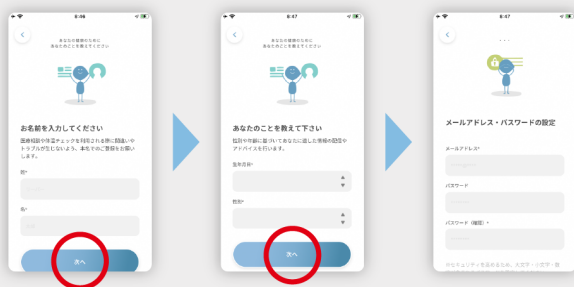 8:46
あなたの健康のために
あなたのことを教えてください
お名前を入力してください
医療相談や体温チェックを利用される際に間違いや
トラブルが生じないよう、本名でのご登録をお願い
します。
姓*
名*
次へ
8:47
あなたの健康のために
あなたのことを教えてください
あなたのことを教えて下さい
性別や年齢に基づいてあなたに適した情報の配信や
アドバイスを行います。
生年月日*
性別*
次へ
8:47
メールアドレス・パスワードの設定
メールアドレス*
パスワード
パスワード（確認）*